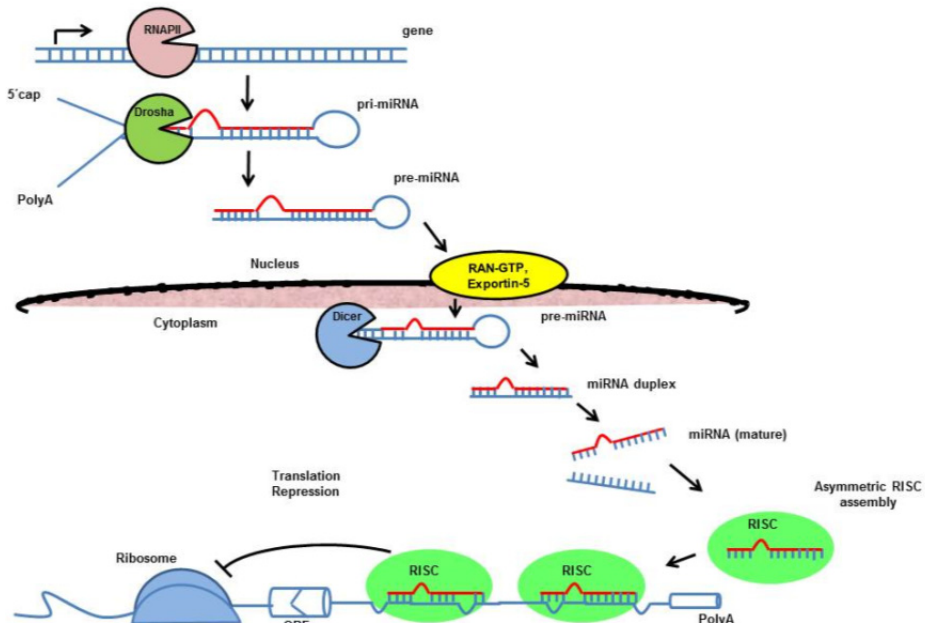 RNAPII
gene
5'cap
Drosha
pri-miRNA
PolyA
pre-miRNA
Nucleus
RAN-GTP,
Exportin-5
Cytoplasm
Dicer
pre-miRNA
miRNA duplex
miRNA (mature)
Translation
Repression
Asymmetric RISC
assembly
RISC
Ribosome
RISC
RISC
PolyA